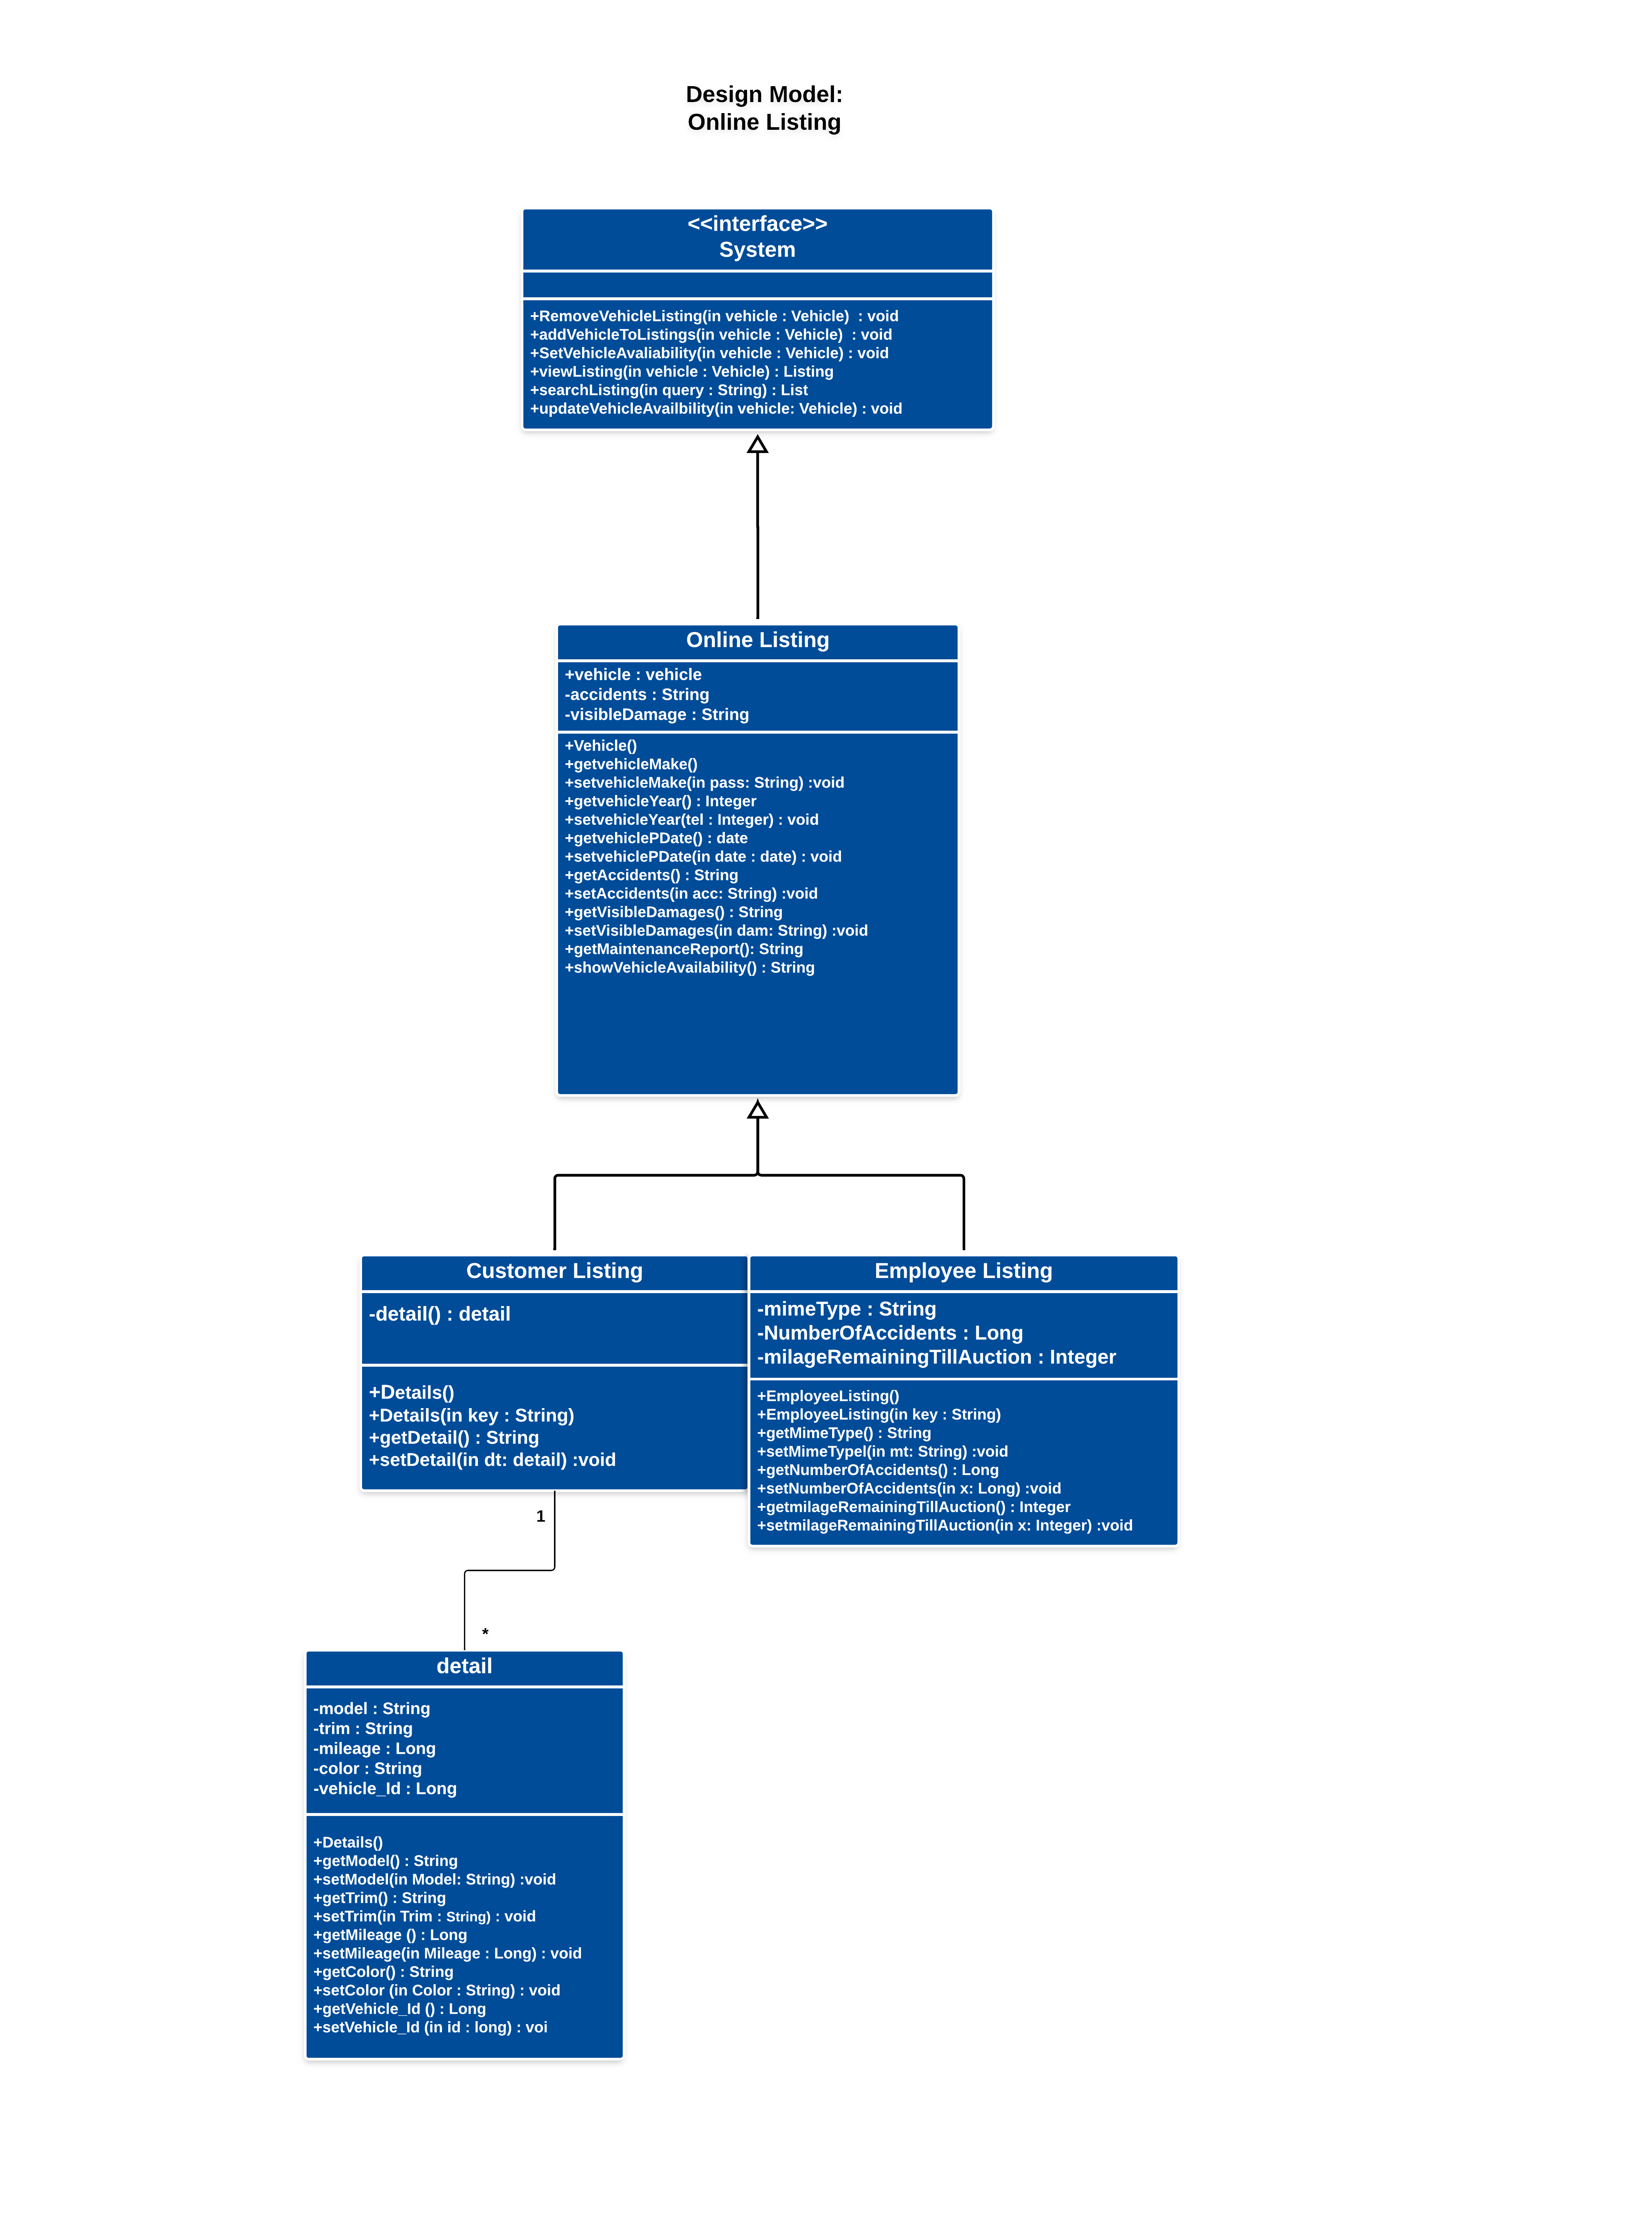 Design Model:
Online Listing
<<interface>>
System
+RemoveVehicleListing(in vehicle : Vehicle)  : void
+addVehicleToListings(in vehicle : Vehicle)  : void
+SetVehicleAvaliability(in vehicle : Vehicle) : void
+viewListing(in vehicle : Vehicle) : Listing
+searchListing(in query : String) : List
+updateVehicleAvailbility(in vehicle: Vehicle) : void
Online Listing
+vehicle : vehicle
-accidents : String
-visibleDamage : String
+Vehicle()
+getvehicleMake()
+setvehicleMake(in pass: String) :void
+getvehicleYear() : Integer
+setvehicleYear(tel : Integer) : void
+getvehiclePDate() : date
+setvehiclePDate(in date : date) : void
+getAccidents() : String
+setAccidents(in acc: String) :void
+getVisibleDamages() : String
+setVisibleDamages(in dam: String) :void
+getMaintenanceReport(): String
+showVehicleAvailability() : String
Customer Listing
-detail() : detail
+Details()
+Details(in key : String)
+getDetail() : String
+setDetail(in dt: detail) :void
Employee Listing
-mimeType : String
-NumberOfAccidents : Long
-milageRemainingTillAuction : Integer
+EmployeeListing()
+EmployeeListing(in key : String)
+getMimeType() : String
+setMimeTypel(in mt: String) :void
+getNumberOfAccidents() : Long
+setNumberOfAccidents(in x: Long) :void
+getmilageRemainingTillAuction() : Integer
+setmilageRemainingTillAuction(in x: Integer) :void
1
*
detail
-model : String
-trim : String
-mileage : Long
-color : String
-vehicle_Id : Long
+Details()
+getModel() : String
+setModel(in Model: String) :void
+getTrim() : String
+setTrim(in Trim : String) : void
+getMileage () : Long
+setMileage(in Mileage : Long) : void
+getColor() : String
+setColor (in Color : String) : void
+getVehicle_Id () : Long
+setVehicle_Id (in id : long) : voi